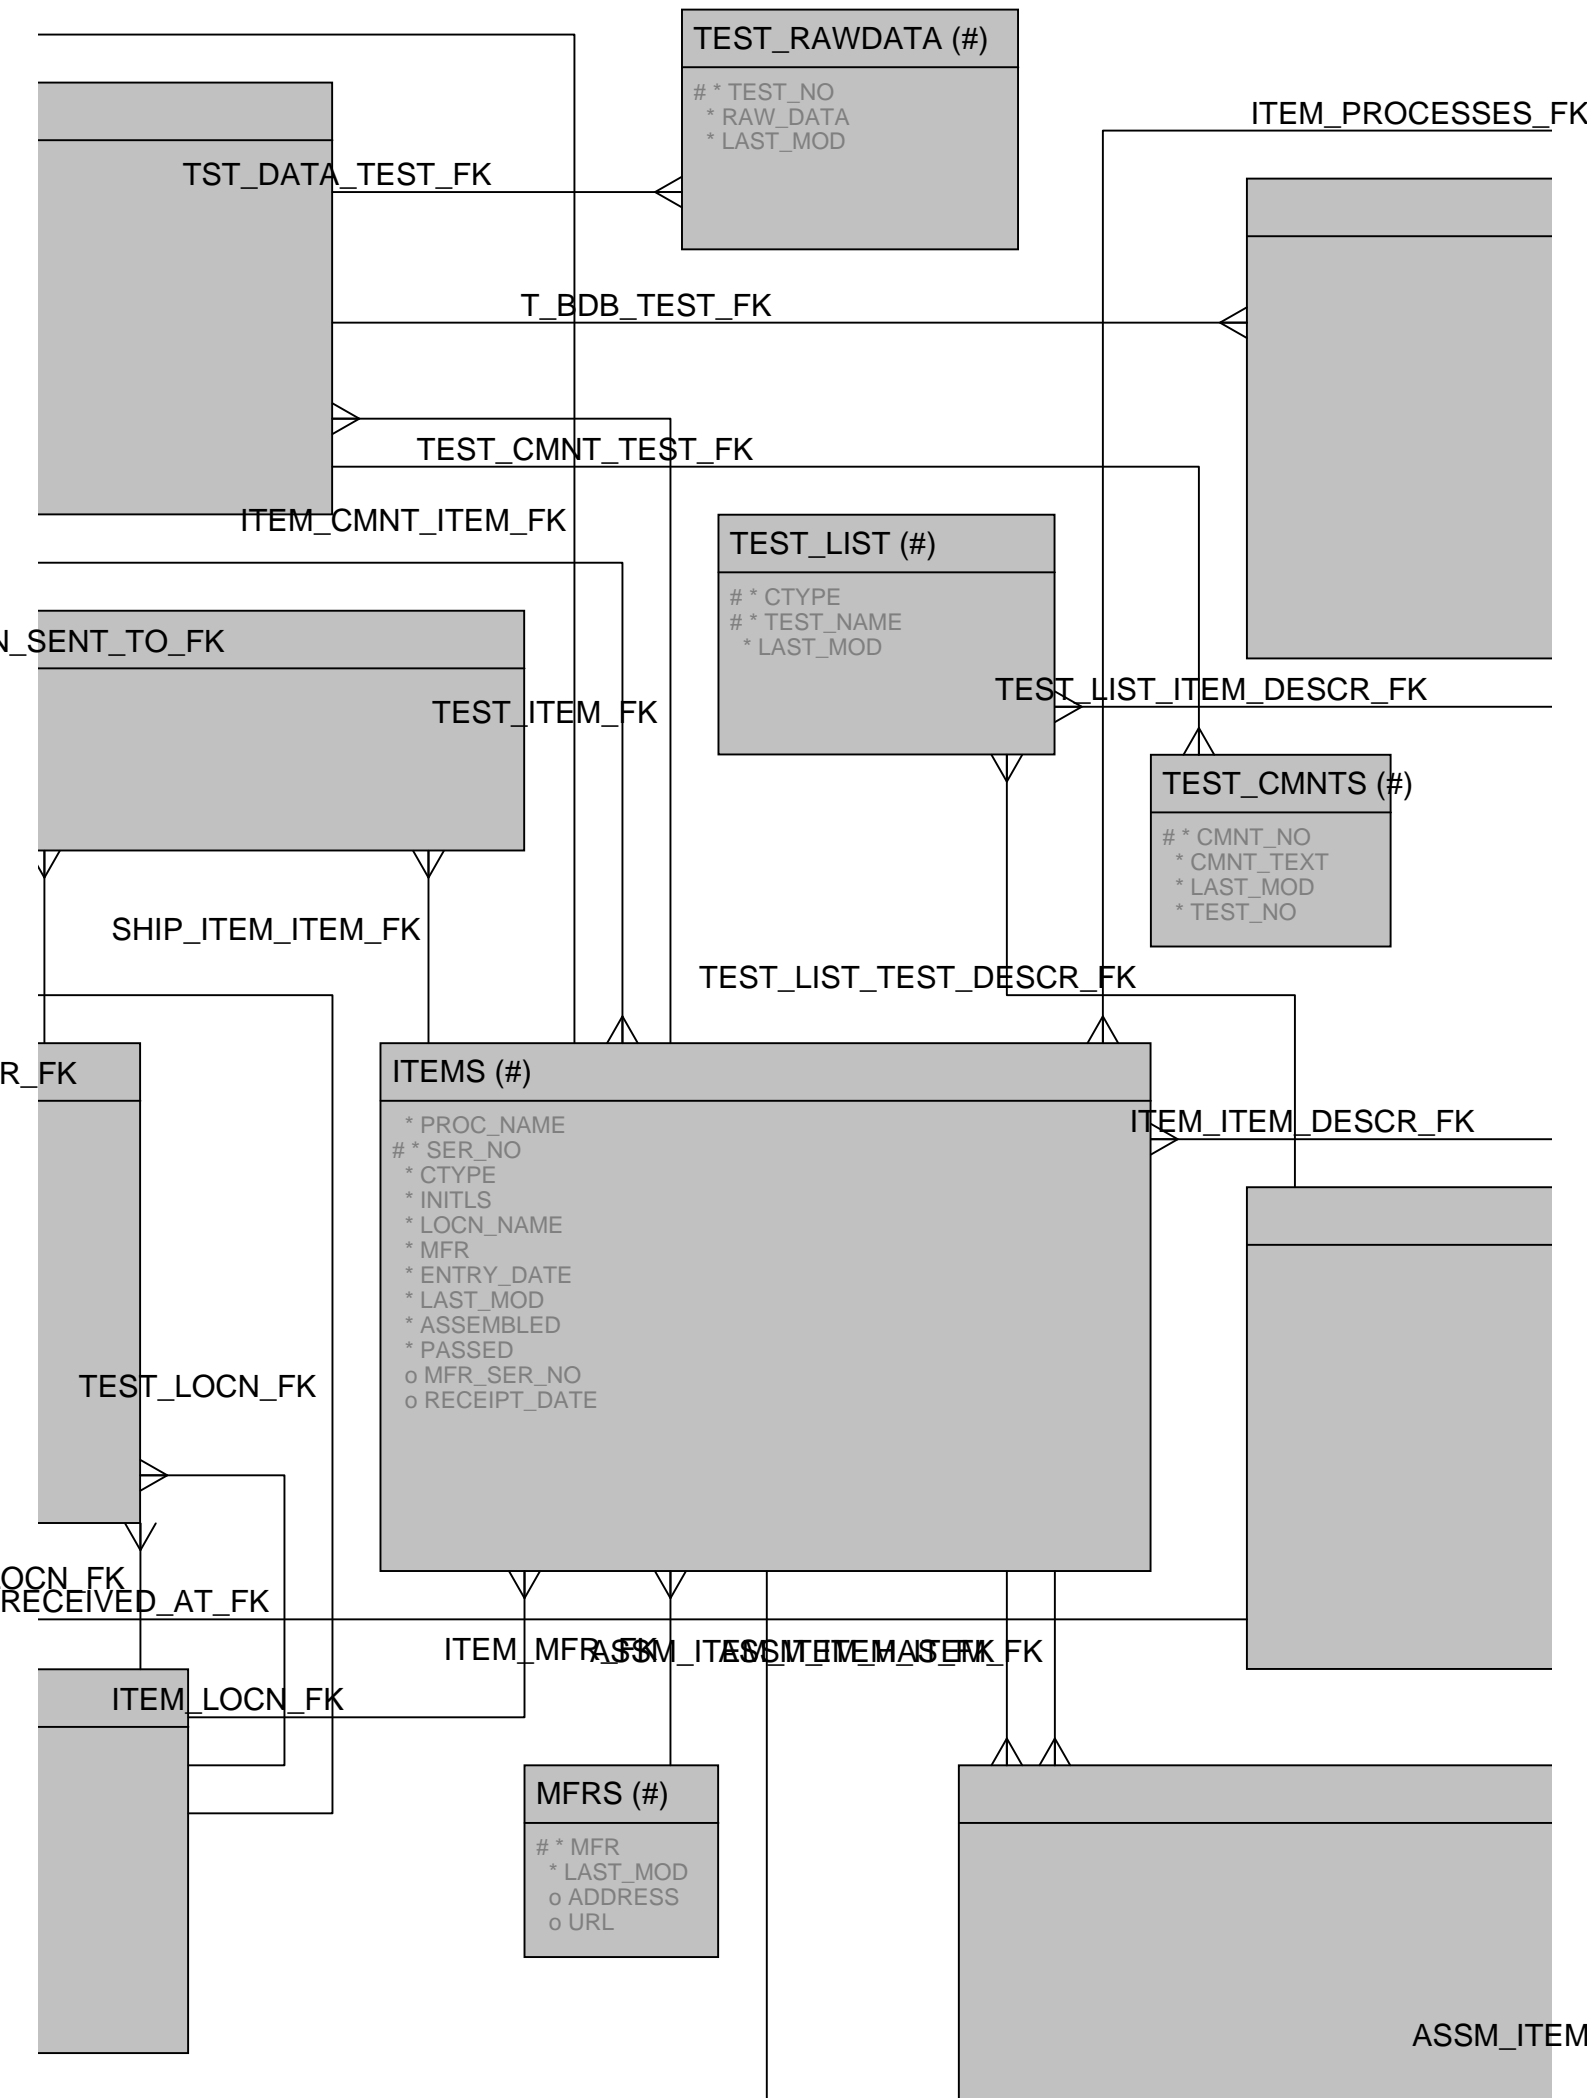 TEST_RAWDATA (#)
# * TEST_NO
* RAW_DATA
* LAST_MOD
ITEM_PROCESSES_FK
TST_DATA_TEST_FK
T_BDB_TEST_FK
TEST_CMNT_TEST_FK
ITEM_CMNT_ITEM_FK
TEST_LIST (#)
# * CTYPE
# * TEST_NAME
* LAST_MOD
N_SENT_TO_FK
TEST_LIST_ITEM_DESCR_FK
TEST_ITEM_FK
TEST_CMNTS (#)
# * CMNT_NO
* CMNT_TEXT
* LAST_MOD
* TEST_NO
SHIP_ITEM_ITEM_FK
TEST_LIST_TEST_DESCR_FK
R_FK
ITEMS (#)
* PROC_NAME
# * SER_NO
* CTYPE
* INITLS
* LOCN_NAME
* MFR
* ENTRY_DATE
* LAST_MOD
* ASSEMBLED
* PASSED
o MFR_SER_NO
o RECEIPT_DATE
ITEM_ITEM_DESCR_FK
TEST_LOCN_FK
OCN_FK
RECEIVED_AT_FK
ITEM_MFR_FK
ITEM_LOCN_FK
MFRS (#)
# * MFR
* LAST_MOD
o ADDRESS
o URL
ASSM_ITEM